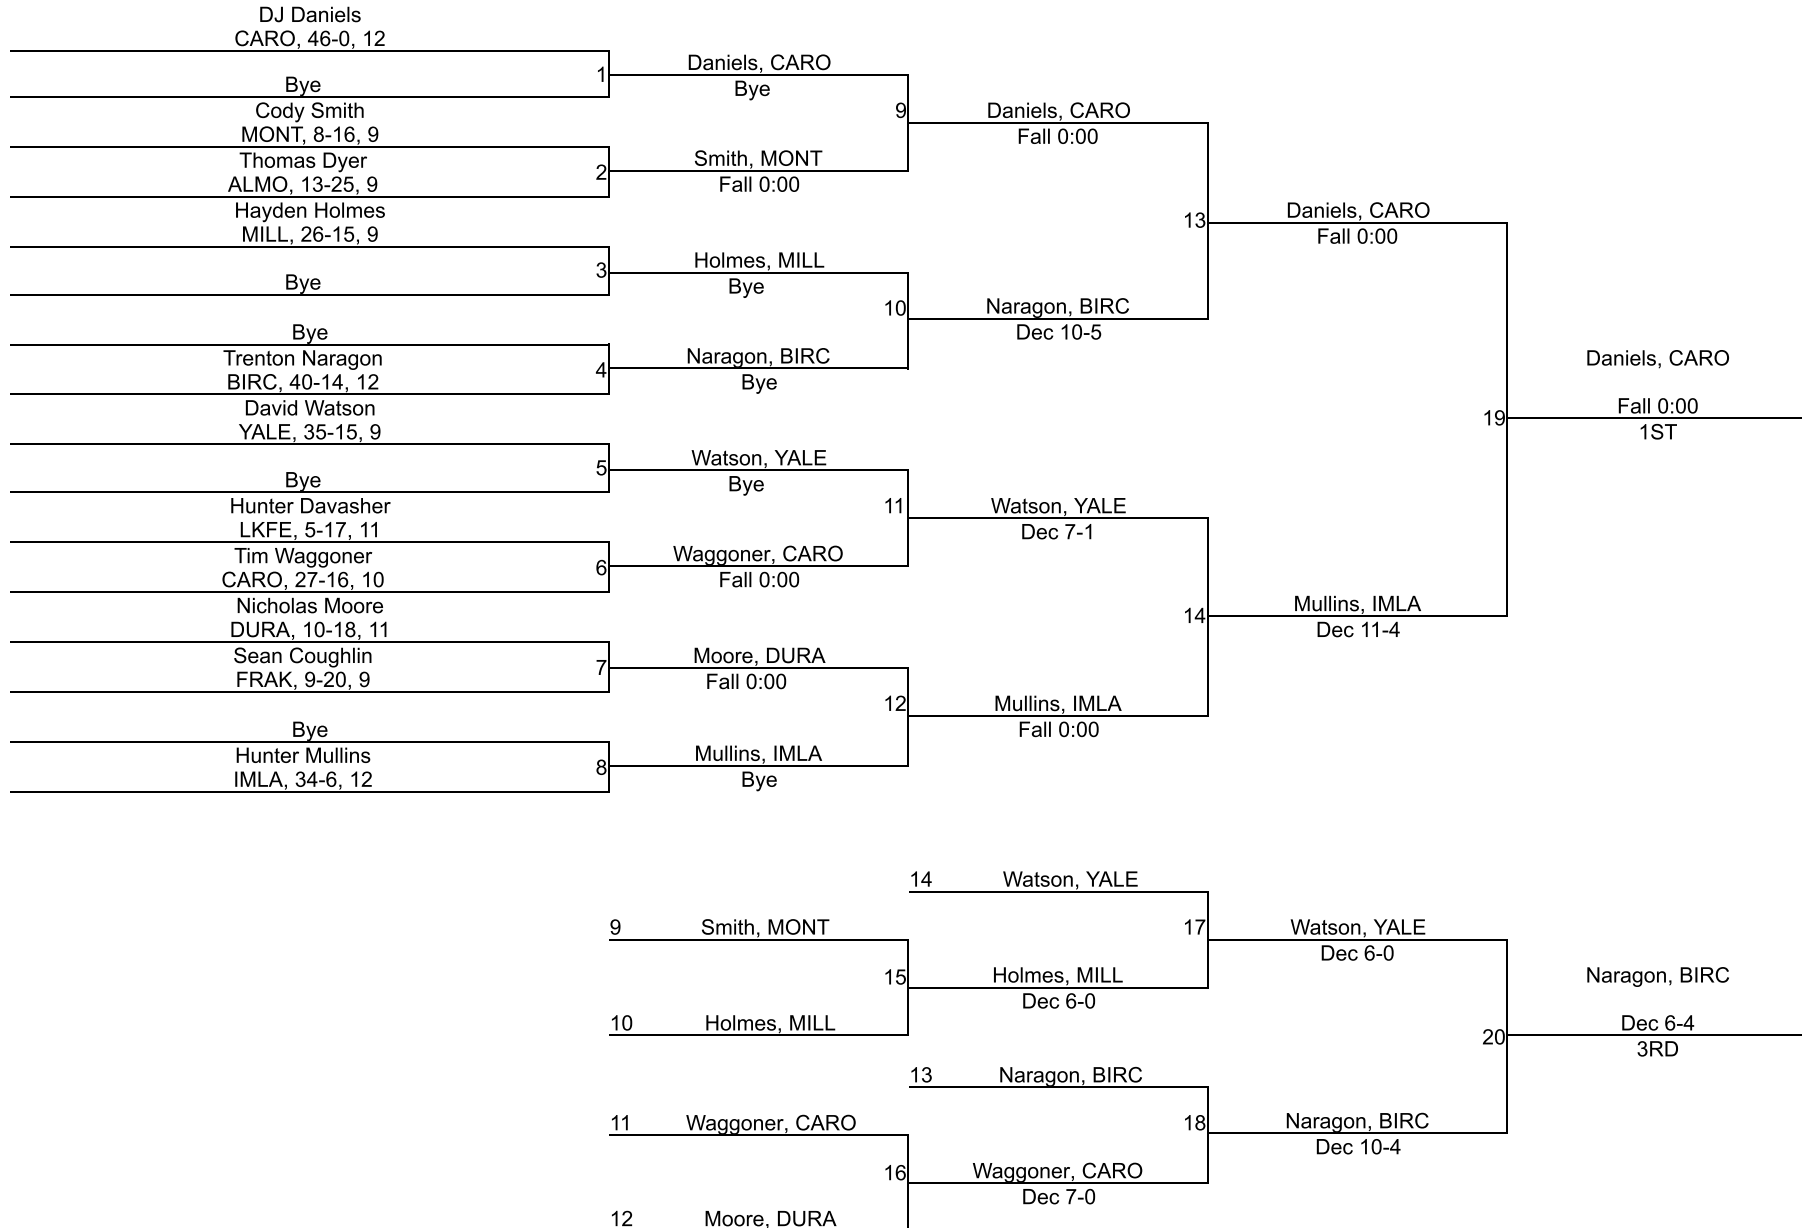 DJ Daniels
CARO, 46-0, 12
Bye
1
Cody Smith
MONT, 8-16, 9
Thomas Dyer
ALMO, 13-25, 9
2
Hayden Holmes
MILL, 26-15, 9
Bye
3
Bye
Trenton Naragon
BIRC, 40-14, 12
4
David Watson
YALE, 35-15, 9
Bye
5
Hunter Davasher
LKFE, 5-17, 11
Tim Waggoner
CARO, 27-16, 10
6
Nicholas Moore
DURA, 10-18, 11
Sean Coughlin
FRAK, 9-20, 9
7
Bye
Hunter Mullins
IMLA, 34-6, 12
8
Daniels, CARO
Bye
9
Smith, MONT
Fall 0:00
Holmes, MILL
Bye
10
Naragon, BIRC
Bye
Watson, YALE
Bye
11
Waggoner, CARO
Fall 0:00
Moore, DURA
Fall 0:00
12
Mullins, IMLA
Bye
Daniels, CARO
Fall 0:00
13
Naragon, BIRC
Dec 10-5
Watson, YALE
Dec 7-1
14
Mullins, IMLA
Fall 0:00
Daniels, CARO
Fall 0:00
19
Mullins, IMLA
Dec 11-4
Daniels, CARO
Fall 0:00
1ST
14 Watson, YALE
9 Smith, MONT
17
15
Holmes, MILL
Dec 6-0
10 Holmes, MILL
Watson, YALE
Dec 6-0
13 Naragon, BIRC
11 Waggoner, CARO
18
16
Waggoner, CARO
Dec 7-0
12 Moore, DURA
Naragon, BIRC
Dec 10-4
20
Naragon, BIRC
Dec 6-4
3RD